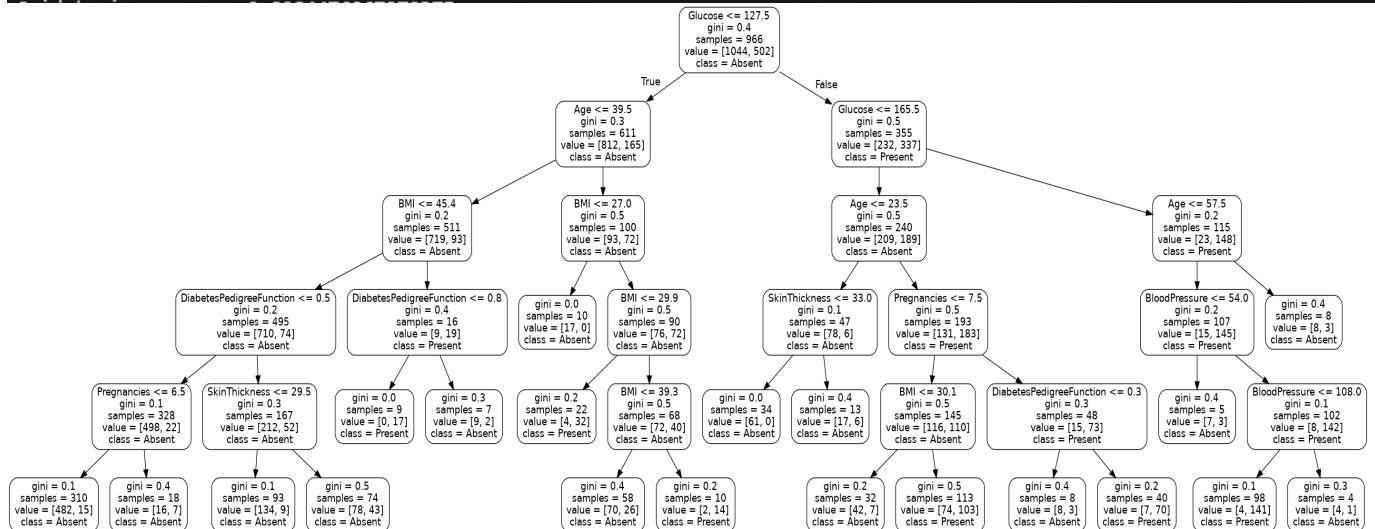 Glucose <= 127.5
gini = 0.4
samples = 966
value = [1044, 502]
class = Absent
True
False
Age <= 39.5
gini = 0.3
samples = 611
value = [812, 165]
class = Absent
Glucose <= 165.5
gini = 0.5
samples = 355
value = [232, 337]
class = Present
BMI <= 45.4
gini = 0.2
samples = 511
value = [719, 93]
class = Absent
BMI <= 27.0
gini = 0.5
samples = 100
value = [93, 72]
class = Absent
Age <= 23.5
gini = 0.5
samples = 240
value = [209, 189]
class = Absent
Age <= 57.5
gini = 0.2
samples = 115
value = [23, 148]
class = Present
DiabetesPedigreeFunction <= 0.5
gini = 0.2
samples = 495
value = [710, 74]
class = Absent
DiabetesPedigreeFunction <= 0.8
gini = 0.4
samples = 16
value = [9, 19]
class = Present
gini = 0.0
samples = 10
value = [17, 0]
class = Absent
BMI <= 29.9
gini = 0.5
samples = 90
value = [76, 72]
class = Absent
SkinThickness <= 33.0
gini = 0.1
samples = 47
value = [78, 6]
class = Absent
Pregnancies <= 7.5
gini = 0.5
samples = 193
value = [131, 183]
class = Present
BloodPressure <= 54.0
gini = 0.2
samples = 107
value = [15, 145]
class = Present
gini = 0.4
samples = 8
value = [8, 3]
class = Absent
Pregnancies <= 6.5
gini = 0.1
samples = 328
value = [498, 22]
class = Absent
SkinThickness <= 29.5
gini = 0.3
samples = 167
value = [212, 52]
class = Absent
gini = 0.0
samples = 9
value = [0, 17]
class = Present
gini = 0.3
samples = 7
value = [9, 2]
class = Absent
gini = 0.2
samples = 22
value = [4, 32]
class = Present
BMI <= 39.3
gini = 0.5
samples = 68
value = [72, 40]
class = Absent
gini = 0.0
samples = 34
value = [61, 0]
class = Absent
gini = 0.4
samples = 13
value = [17, 6]
class = Absent
BMI <= 30.1
gini = 0.5
samples = 145
value = [116, 110]
class = Absent
DiabetesPedigreeFunction <= 0.3
gini = 0.3
samples = 48
value = [15, 73]
class = Present
gini = 0.4
samples = 5
value = [7, 3]
class = Absent
BloodPressure <= 108.0
gini = 0.1
samples = 102
value = [8, 142]
class = Present
gini = 0.1
samples = 310
value = [482, 15]
class = Absent
gini = 0.4
samples = 18
value = [16, 7]
class = Absent
gini = 0.1
samples = 93
value = [134, 9]
class = Absent
gini = 0.5
samples = 74
value = [78, 43]
class = Absent
gini = 0.4
samples = 58
value = [70, 26]
class = Absent
gini = 0.2
samples = 10
value = [2, 14]
class = Present
gini = 0.2
samples = 32
value = [42, 7]
class = Absent
gini = 0.5
samples = 113
value = [74, 103]
class = Present
gini = 0.4
samples = 8
value = [8, 3]
class = Absent
gini = 0.2
samples = 40
value = [7, 70]
class = Present
gini = 0.1
samples = 98
value = [4, 141]
class = Present
gini = 0.3
samples = 4
value = [4, 1]
class = Absent